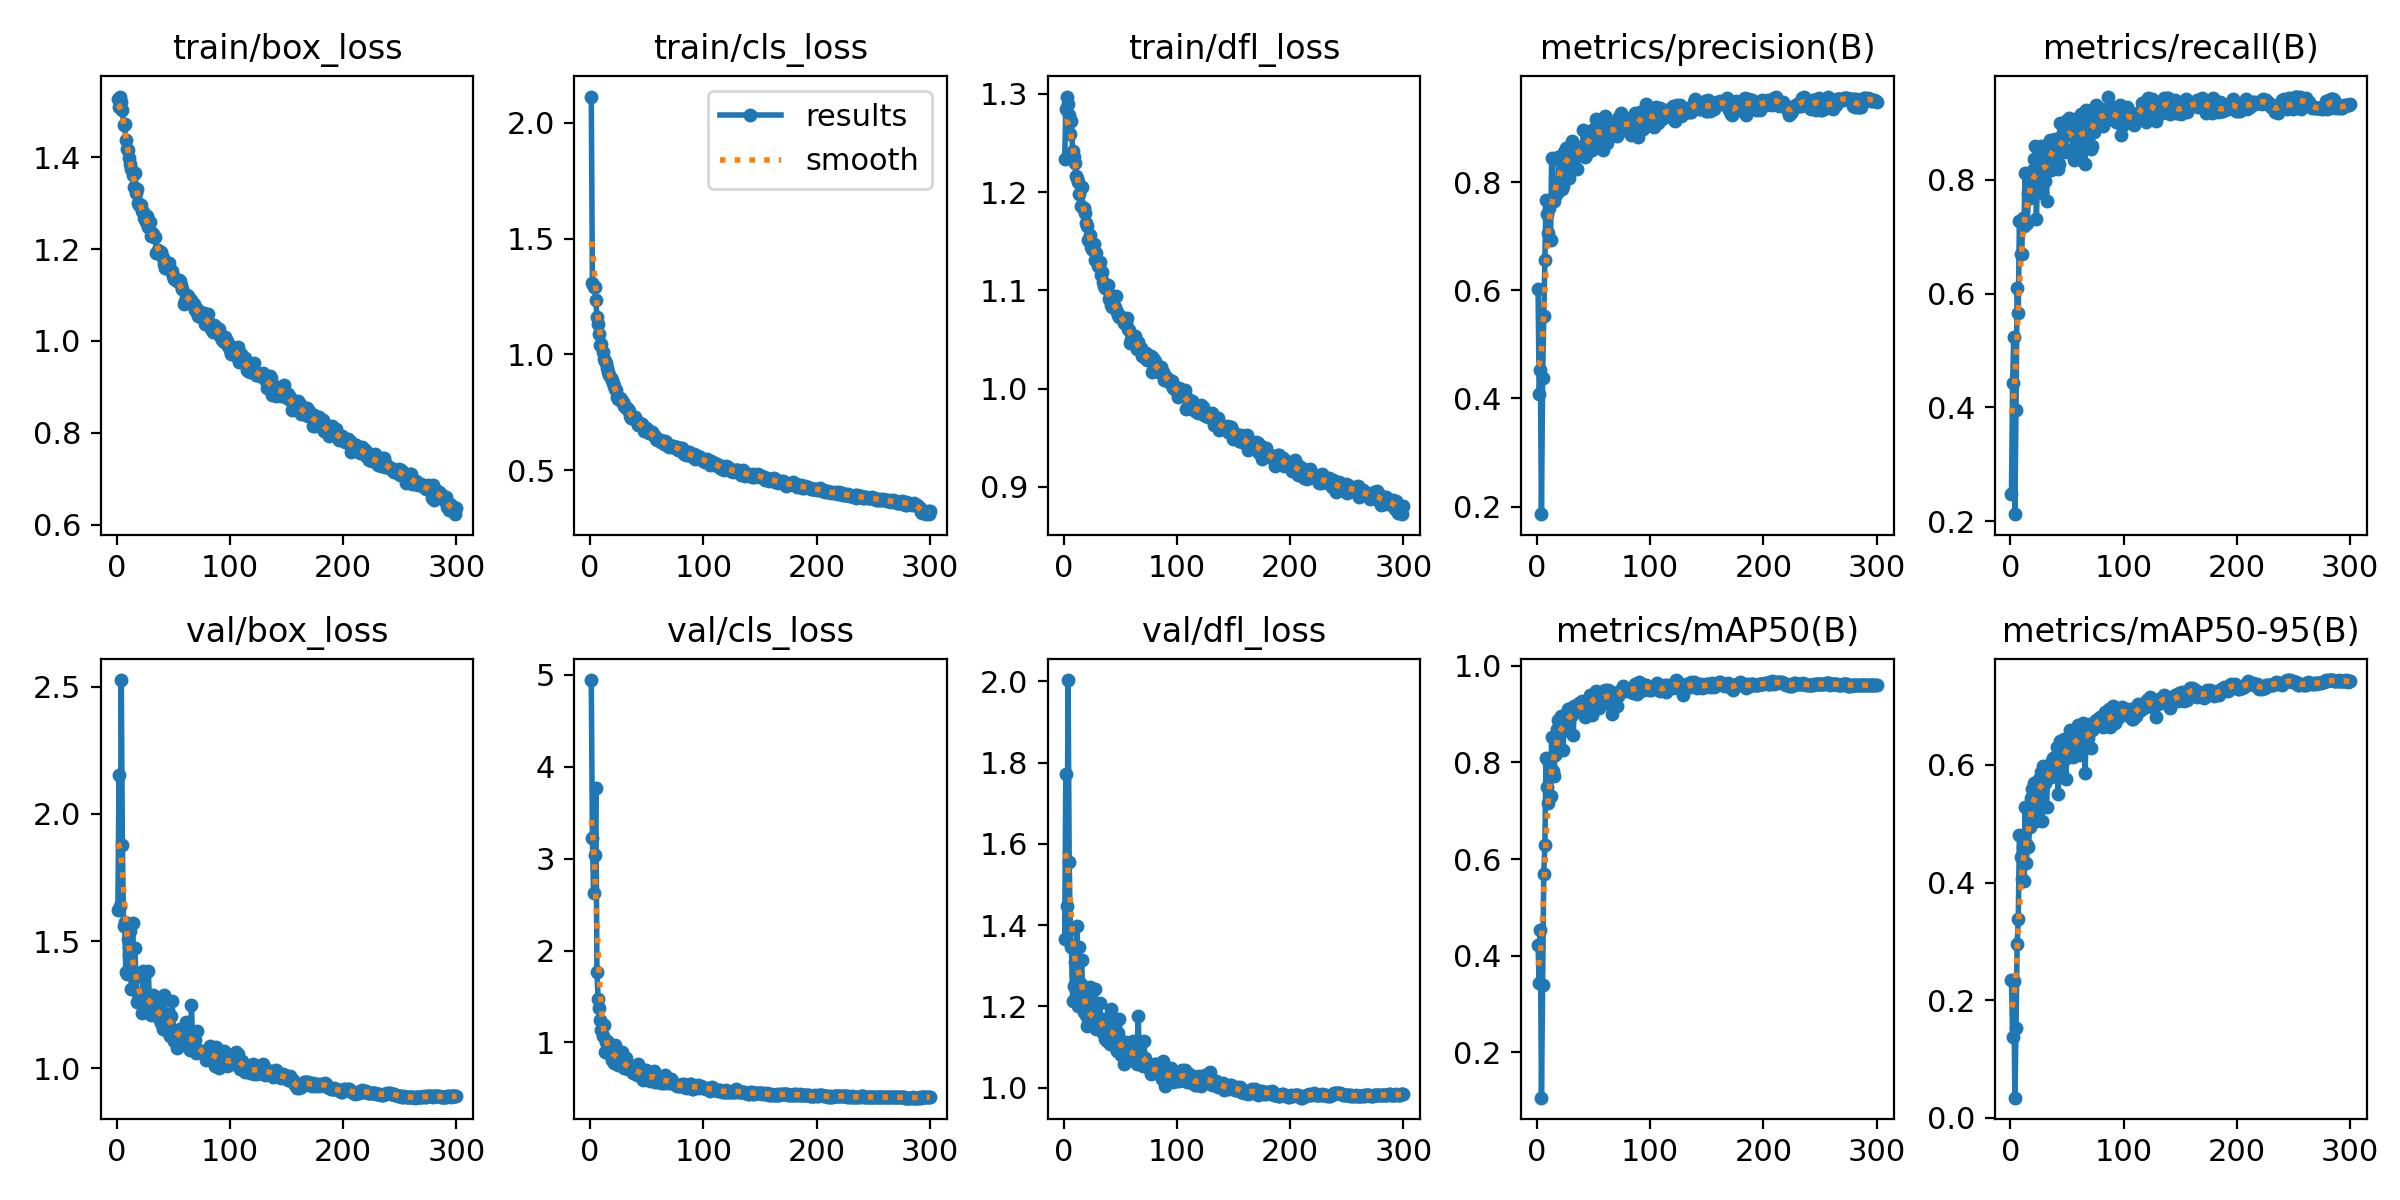 train/box_loss
1.4
1.2
1.0
0.8
0.6
0 100 200 300
train/cls_loss
results
smooth
2.0
1.5
1.0
0.5
0 100 200 300
train/dfl_loss
1.3
1.2
1.1
1.0
0.9
0 100 200 300
metrics/precision(B)
0.8
0.6
0.4
0.2
0 100 200 300
metrics/recall(B)
0.8
0.6
0.4
0.2
0 100 200 300
val/box_loss
2.5
2.0
1.5
1.0
0 100 200 300
val/cls_loss
5
4
3
2
1
0 100 200 300
val/dfl_loss
2.0
1.8
1.6
1.4
1.2
1.0
0 100 200 300
metrics/mAP50(B)
1.0
0.8
0.6
0.4
0.2
0 100 200 300
metrics/mAP50-95(B)
0.6
0.4
0.2
0.0
0 100 200 300